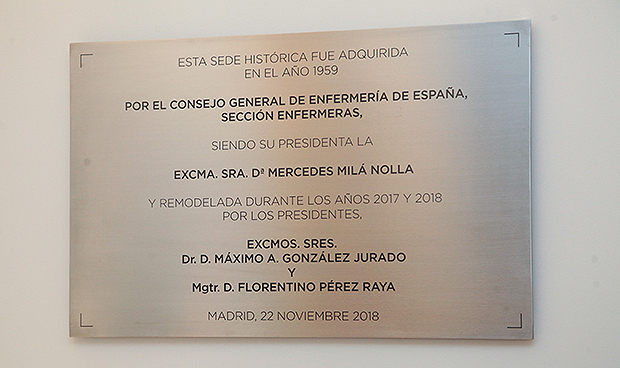 ESTA SEDE HISTÓRICA FUE ADQUIRIDA
EN EL AÑO 1959
POR EL CONSEJO GENERAL DE ENFERMERÍA DE ESPAÑA,
SECCIÓN ENFERMERAS,
SIENDO SU PRESIDENTA LA
EXCMA. SRA. Dª MERCEDES MILÁ NOLLA
Y REMODELADA DURANTE LOS AÑOS 2017 Y 2018
POR LOS PRESIDENTES,
EXCMOS. SRES.
Dr. D. MÁXIMO A. GONZÁLEZ JURADO
Y
Mgtr. D. FLORENTINO PÉREZ RAYA
MADRID, 22 NOVIEMBRE 2018